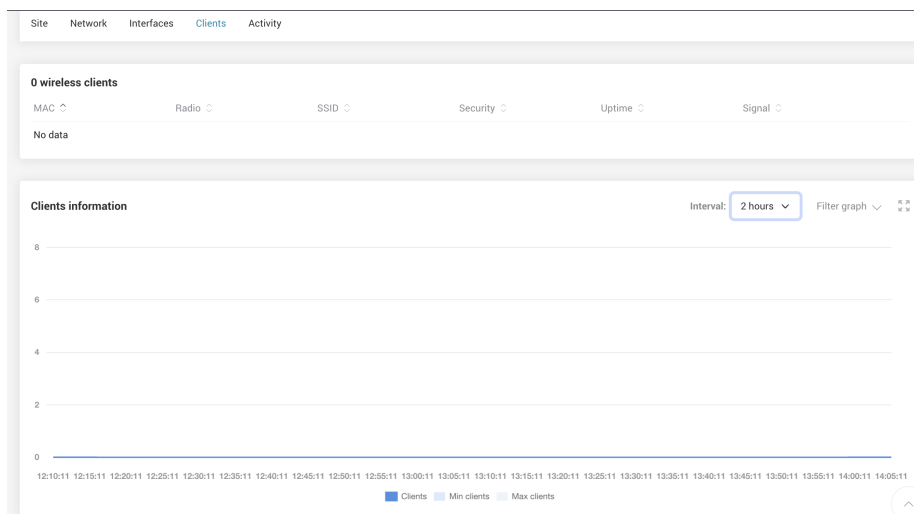 Site Network Interfaces Clients Activity
0 wireless clients
MAC Radio SSID Security Uptime Signal
No data
Clients information Interval: 2 hours Filter graph
8
6
4
2
0
12:10:11 12:15:11 12:20:11 12:25:11 12:30:11 12:35:11 12:40:11 12:45:11 12:50:11 12:55:11 13:00:11 13:05:11 13:10:11 13:15:11 13:20:11 13:25:11 13:30:11 13:35:11 13:40:11 13:45:11 13:50:11 13:55:11 14:00:11 14:05:11
Clients Min clients Max clients